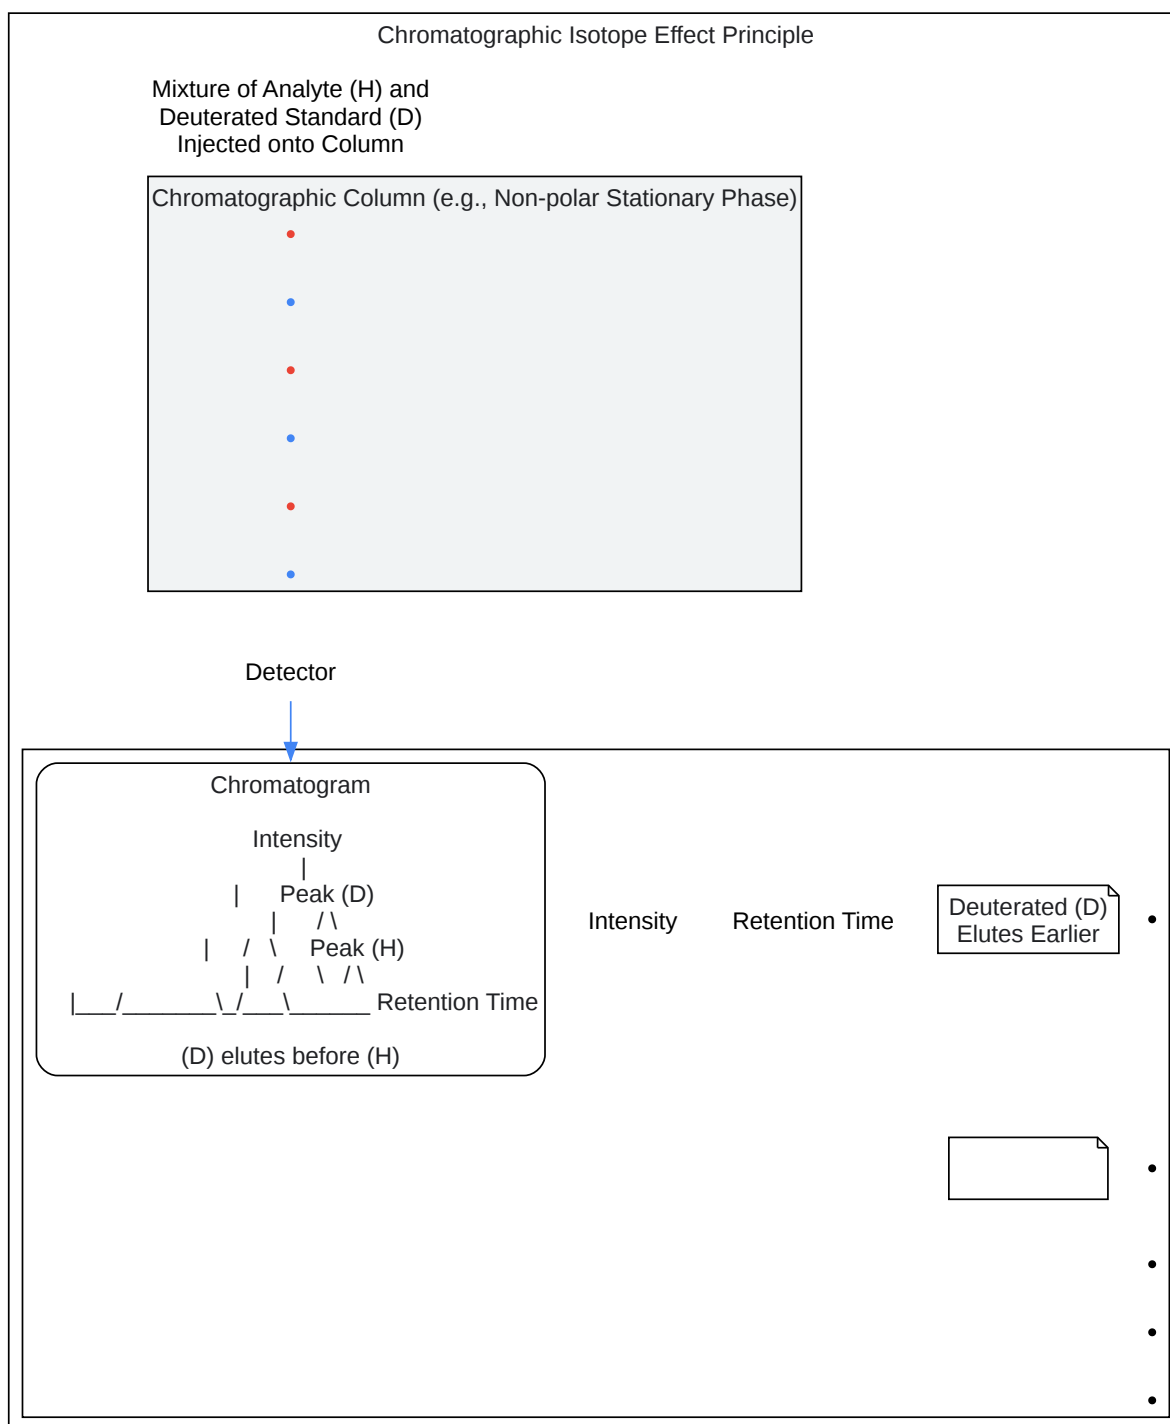 Chromatographic Isotope Effect Principle
Mixture of Analyte (H) and
Deuterated Standard (D)
Injected onto Column
Chromatographic Column (e.g., Non-polar Stationary Phase)
Detector
Chromatogram
Intensity
|
|      Peak (D)
|      / \
|     /   \     Peak (H)
|    /     \   / \
|___/_______\_/___\______ Retention Time
(D) elutes before (H)
Intensity
Retention Time
Deuterated (D)
Elutes Earlier